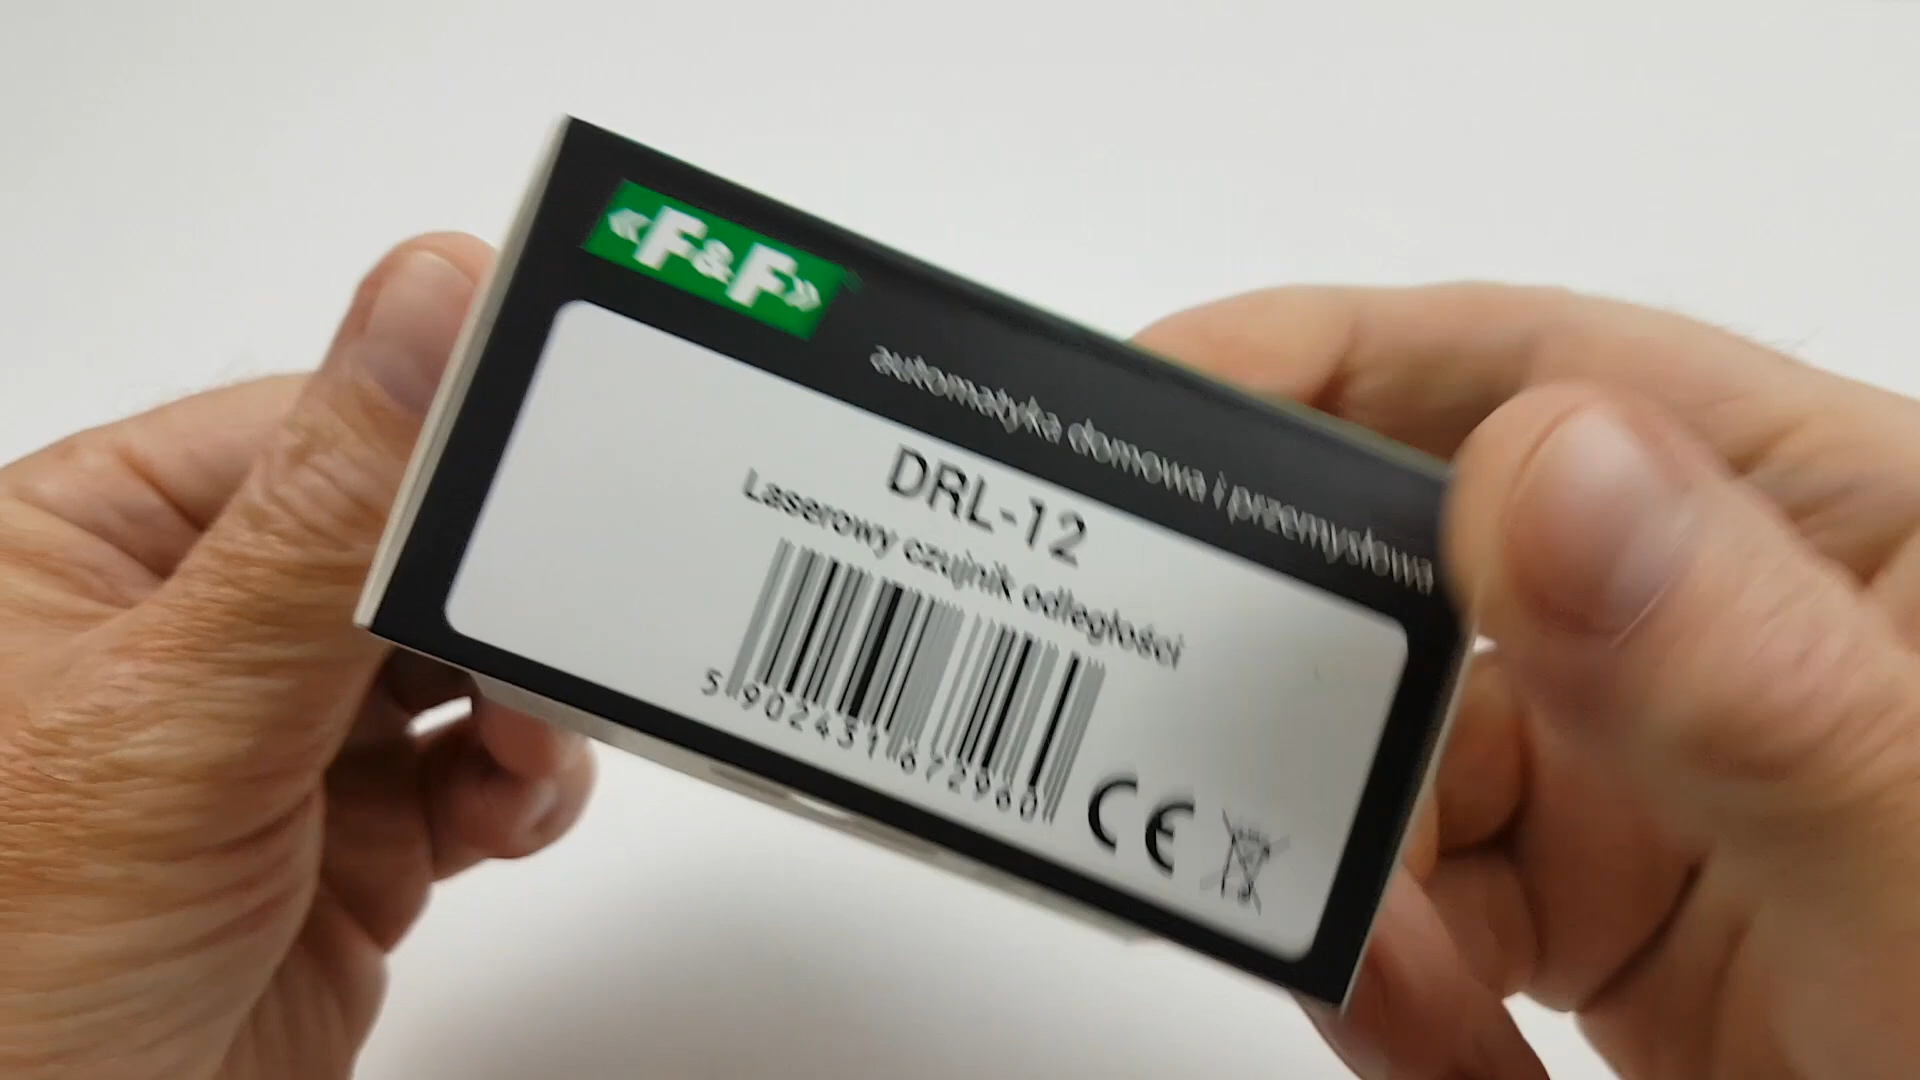 «F&F»
automatyka domowa i przemysłowa
DRL-12
Laserowy czujnik odległości
5 902431 672960
CE